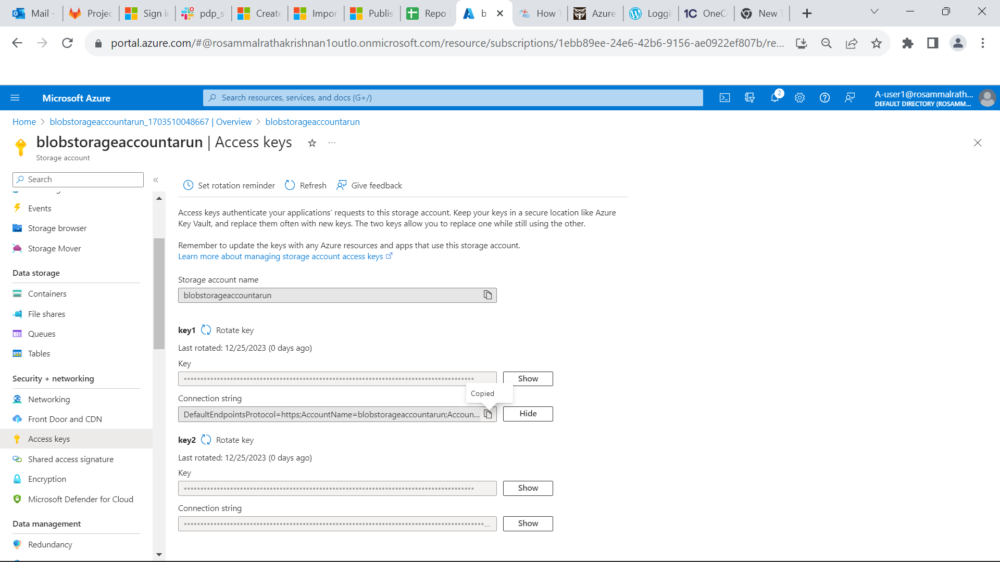 Mail -
Projec
Sign i
pdp_s
Create
Impor
Publis
Repo
b
How T
Azure
Loggi
OneC
New T
portal.azure.com/#@rosammalrathakrishnan1outlo.onmicrosoft.com/resource/subscriptions/1ebb89ee-24e6-42b6-9156-ae0922ef807b/re...
Microsoft Azure
Search resources, services, and docs (G+/)
2
A-user1@rosammalrath...
DEFAULT DIRECTORY (ROSAMM...
Home > blobstorageaccountarun_1703510048667 | Overview > blobstorageaccountarun
blobstorageaccountarun | Access keys
Storage account
Search
Events
Storage browser
Storage Mover
Data storage
Containers
File shares
Queues
Tables
Security + networking
Networking
Front Door and CDN
Access keys
Shared access signature
Encryption
Microsoft Defender for Cloud
Data management
Redundancy
Set rotation reminder
Refresh
Give feedback
Access keys authenticate your applications’ requests to this storage account. Keep your keys in a secure location like Azure
Key Vault, and replace them often with new keys. The two keys allow you to replace one while still using the other.
Remember to update the keys with any Azure resources and apps that use this storage account.
Learn more about managing storage account access keys
Storage account name
blobstorageaccountarun
key1
Rotate key
Last rotated: 12/25/2023 (0 days ago)
Key
Show
Copied
Connection string
DefaultEndpointsProtocol=https;AccountName=blobstorageaccountarun;Accoun...
Hide
key2
Rotate key
Last rotated: 12/25/2023 (0 days ago)
Key
Show
Connection string
Show